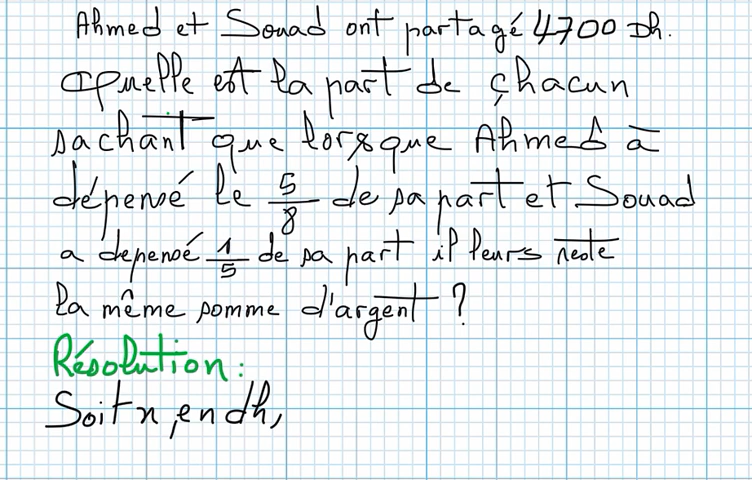 Ahmed et Souad ont partagé 4700 Dh.
Quelle est la part de çhacun
sachant que lorsque Ahmed à
dépensé le 5/8 de sa part et Souad
a depensé 1/5 de sa part il leurs reste
la même somme d'argent ?
Résolution :
Soit x, en dh,